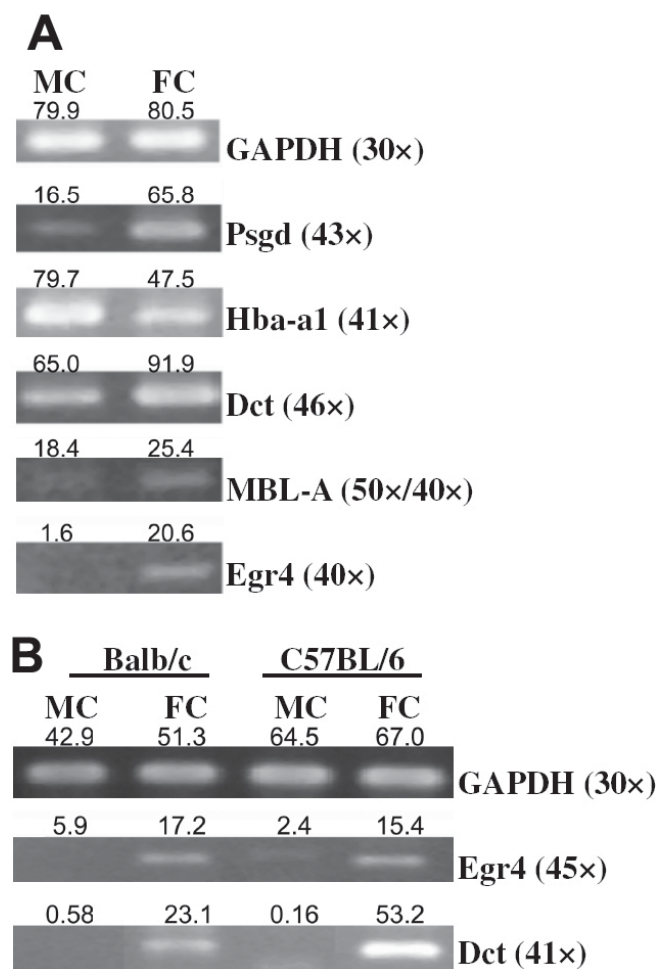 A
MC FC
79.9 80.5
GAPDH (30×)
16.5 65.8
Psgd (43×)
79.7 47.5
Hba-a1 (41×)
65.0 91.9
Dct (46×)
18.4 25.4
MBL-A (50×/40×)
1.6 20.6
Egr4 (40×)
B
Balb/c C57BL/6
MC FC MC FC
42.9 51.3 64.5 67.0
GAPDH (30×)
5.9 17.2 2.4 15.4
Egr4 (45×)
0.58 23.1 0.16 53.2
Dct (41×)